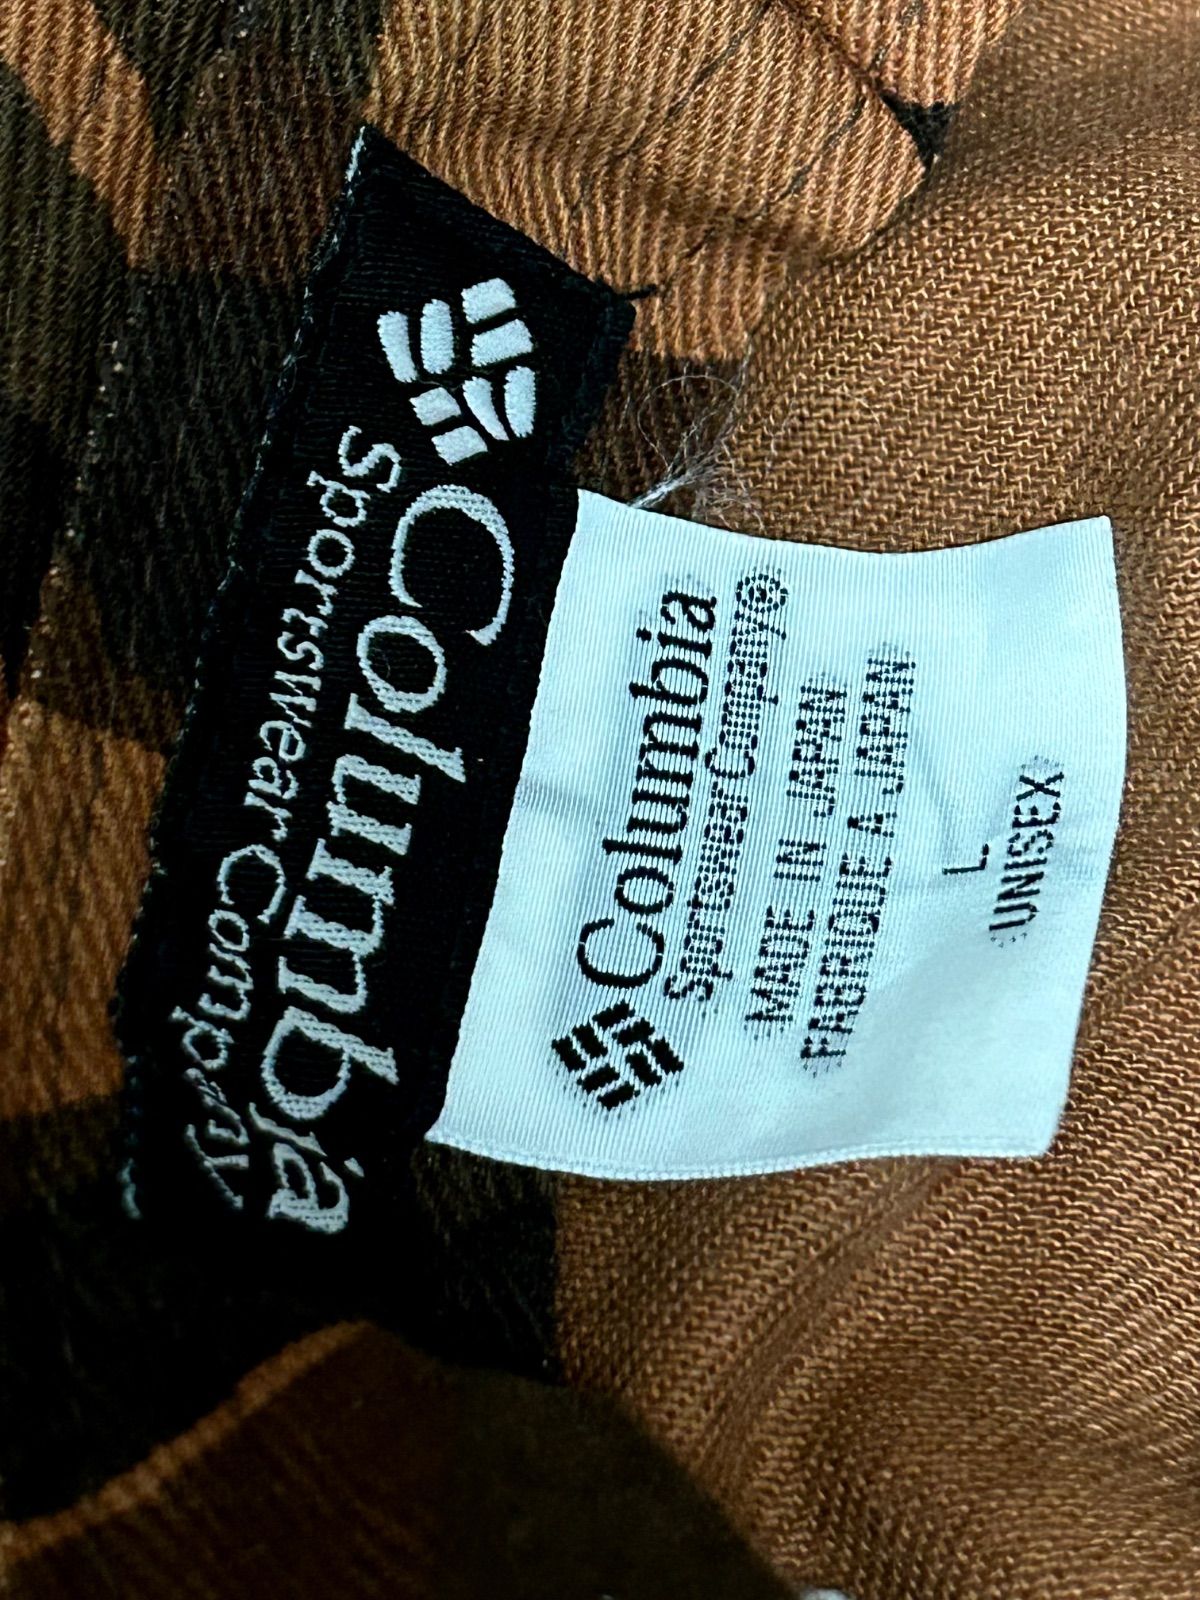 Columbia
Sportswear Company
Columbia
Sportswear Company®
MADE IN JAPAN
FABRIQUE A JAPAN
L
UNISEX